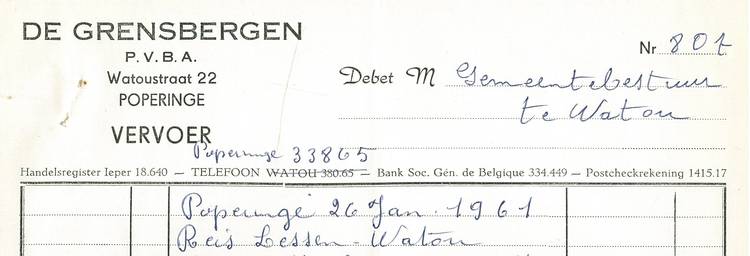 DE GRENSBERGEN
P.V.B.A.
Watoustraat 22
POPERINGE
VERVOER
Nr 807
Debet M Gemeentebestuur
te Watou
Poperinge 33865
Handelsregister Ieper 18.640 — TELEFOON WATOU 380.65 — Bank Soc. Gén. de Belgique 334.449 — Postcheckrekening 1415.17
Poperinge 26 Jan. 1961
Reis Lessen - Watou